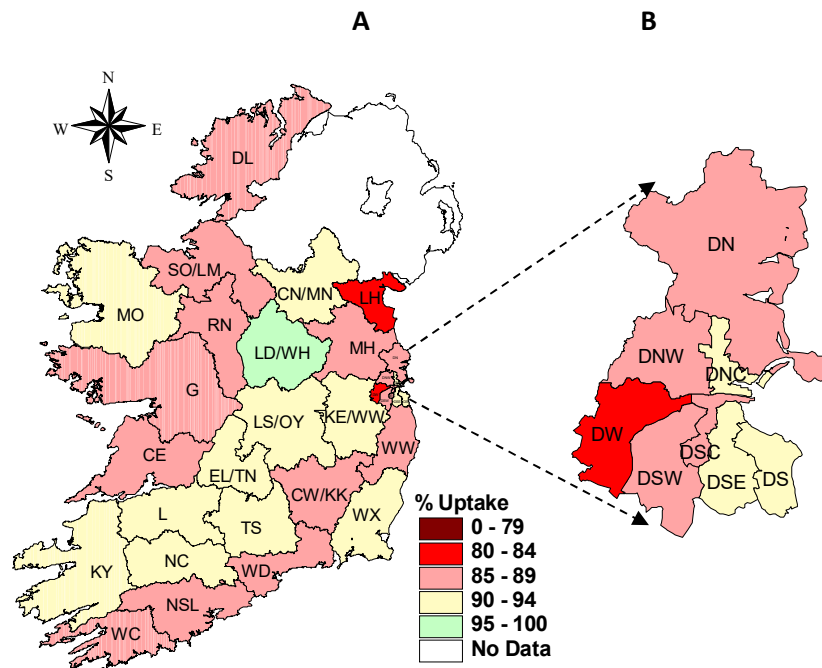 A
B
N
W
E
S
DL
SO/LM
CN/MN
LH
MO
RN
LD/WH
MH
G
LS/OY
KE/WW
CE
WW
EL/TN
CW/KK
L
TS
WX
KY
NC
WD
NSL
WC
DN
DNW
DNC
DW
DSC
DSW
DSE
DS
% Uptake
0 - 79
80 - 84
85 - 89
90 - 94
95 - 100
No Data